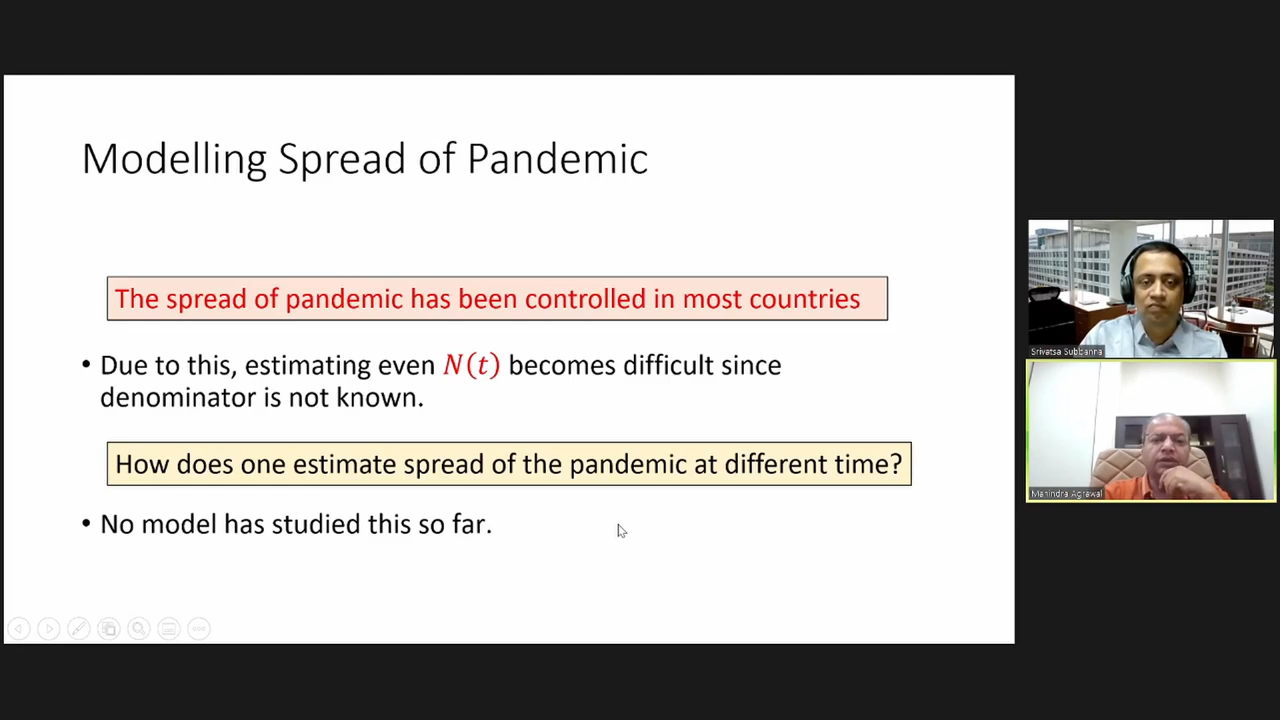 Modelling Spread of Pandemic
The spread of pandemic has been controlled in most countries
• Due to this, estimating even N(t) becomes difficult since
denominator is not known.
How does one estimate spread of the pandemic at different time?
• No model has studied this so far.
Srivatsa Subbanna
Manindra Agrawal